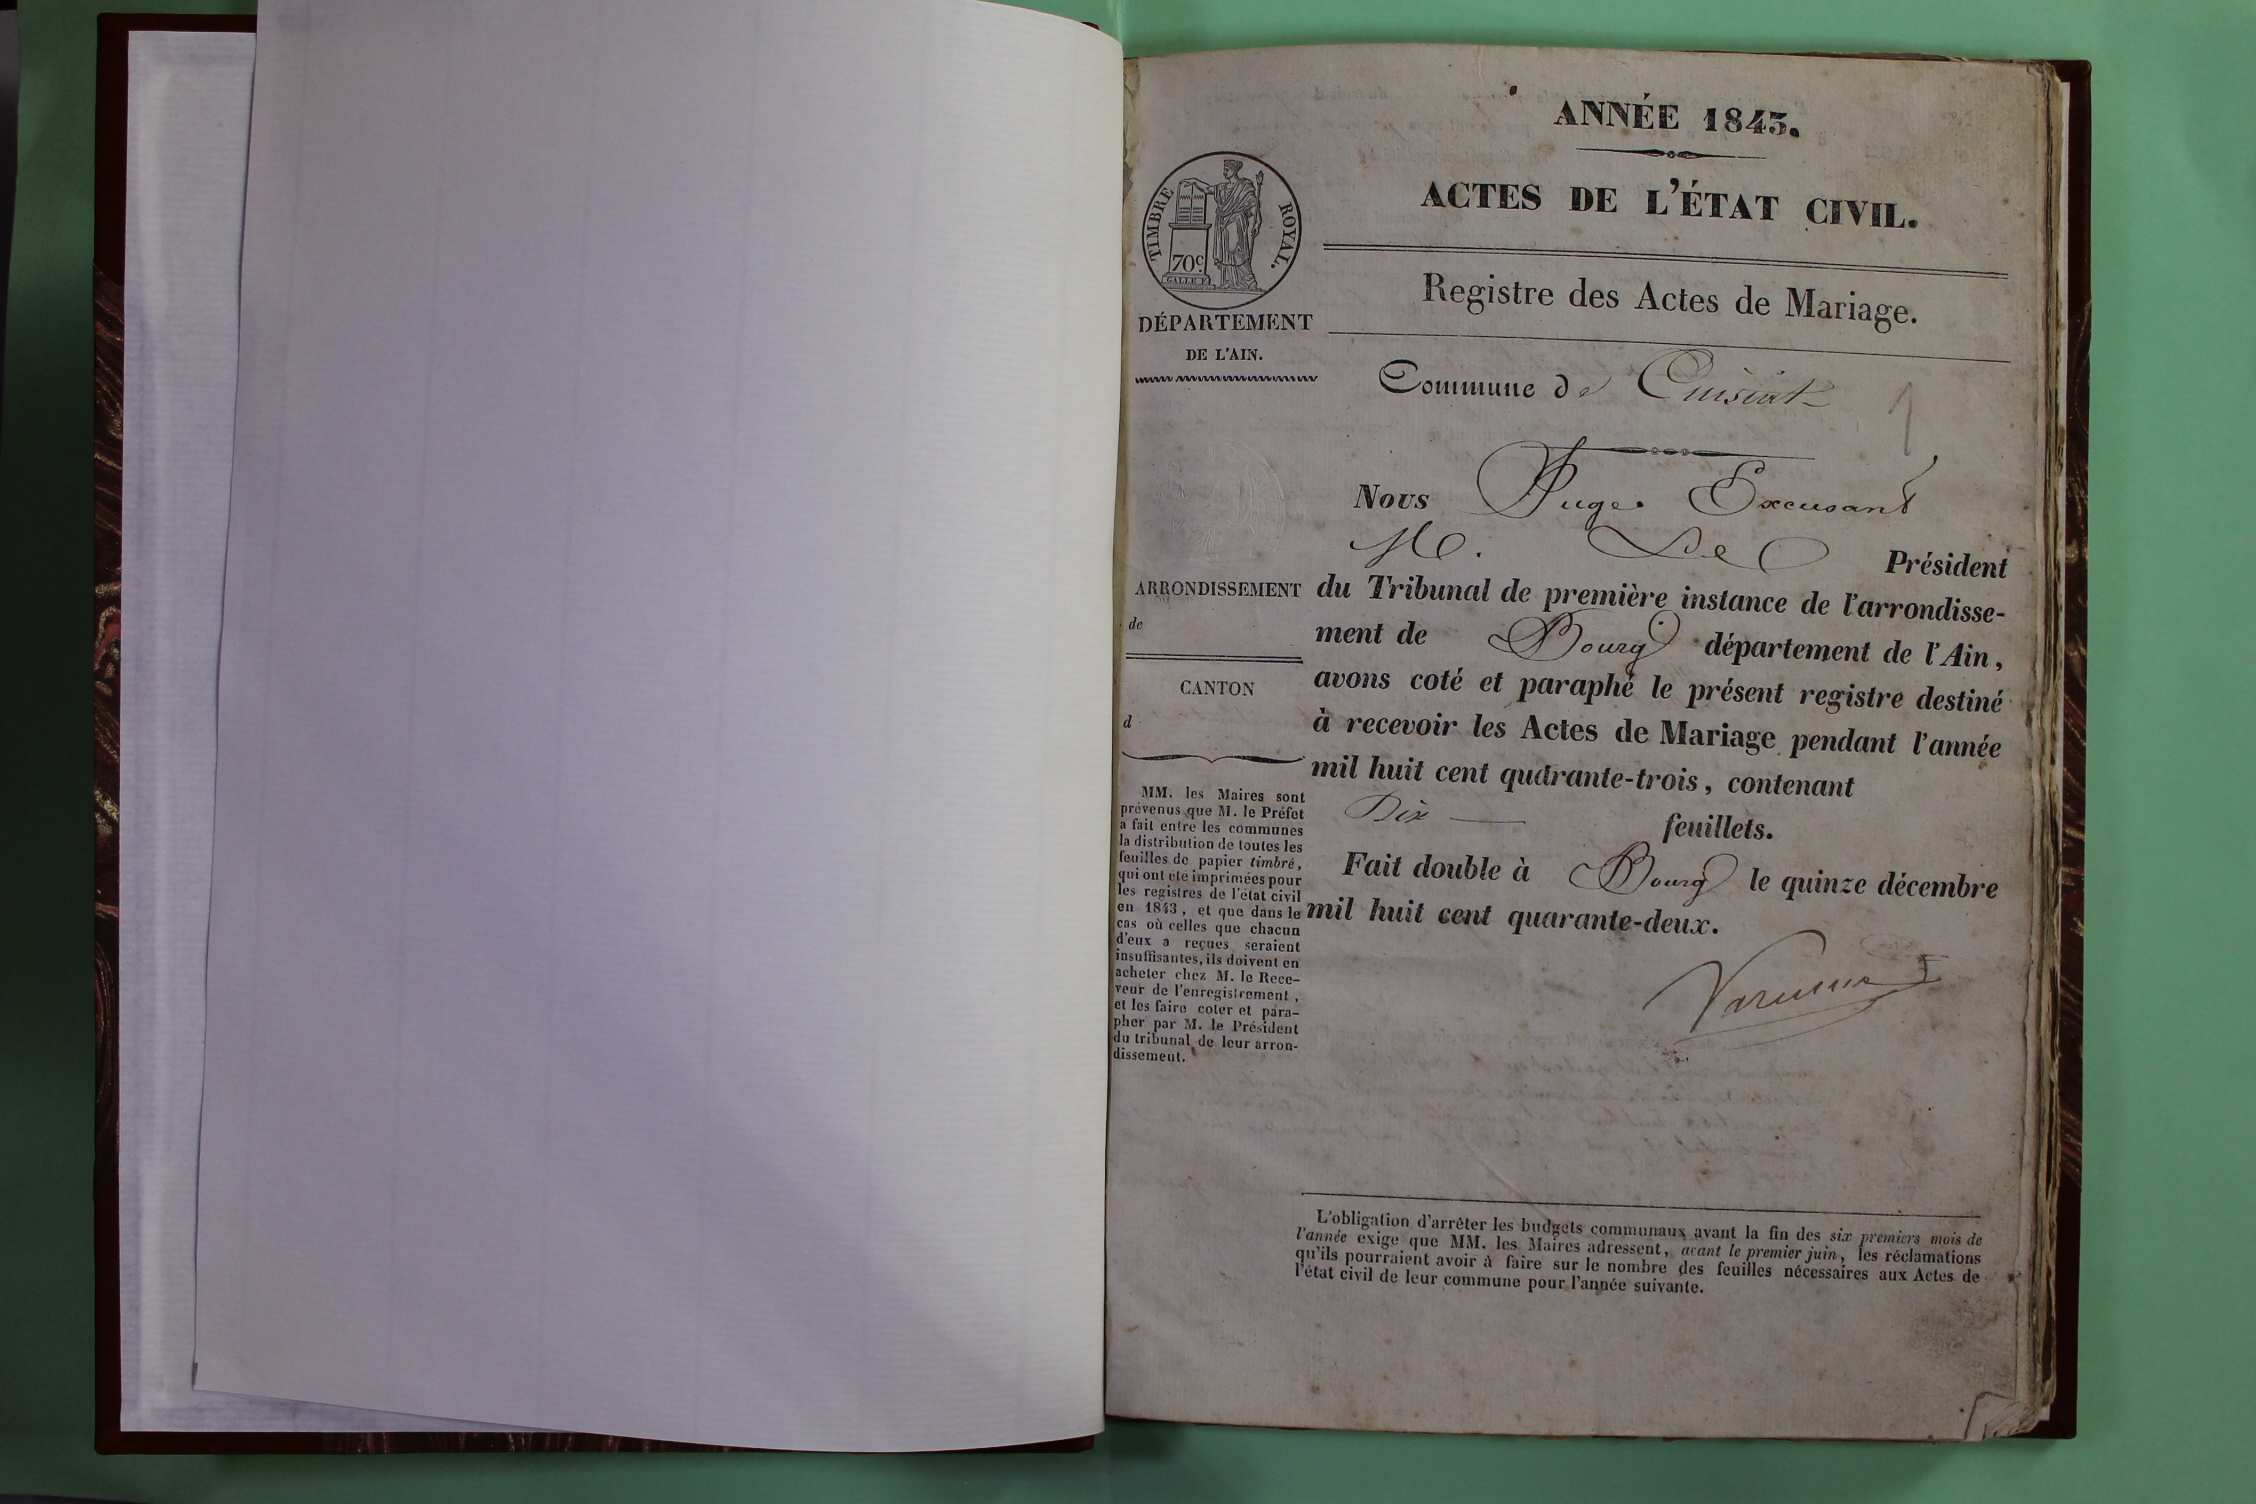 ANNÉE 1843.
ACTES DE L'ÉTAT CIVIL.
TIMBRE ROYAL.
70c
Registre des Actes de Mariage.
DÉPARTEMENT
DE L'AIN.
Commune de Cuisiat
1
Nous Juge Excusant
M. Le Président
du Tribunal de première instance de l'arrondisse-
ment de Bourg département de l'Ain,
avons coté et paraphé le présent registre destiné
à recevoir les Actes de Mariage pendant l'année
mil huit cent quarante-trois, contenant
Dix feuillets.
Fait double à Bourg le quinze décembre
mil huit cent quarante-deux.
ARRONDISSEMENT
de
CANTON
d
MM. les Maires sont
prévenus que M. le Préfet
a fait entre les communes
la distribution de toutes les
feuilles de papier timbré,
qui ont été imprimées pour
les registres de l'état civil
en 1843, et que dans le
cas où celles que chacun
d'eux a reçues seraient
insuffisantes, ils doivent en
acheter chez M. le Rece-
veur de l'enregistrement,
et les faire coter et para-
pher par M. le Président
du tribunal de leur arron-
dissement.
L'obligation d'arrêter les budgets communaux avant la fin des six premiers mois de
l'année exige que MM. les Maires adressent, avant le premier juin, les réclamations
qu'ils pourraient avoir à faire sur le nombre des feuilles nécessaires aux Actes de
l'état civil de leur commune pour l'année suivante.